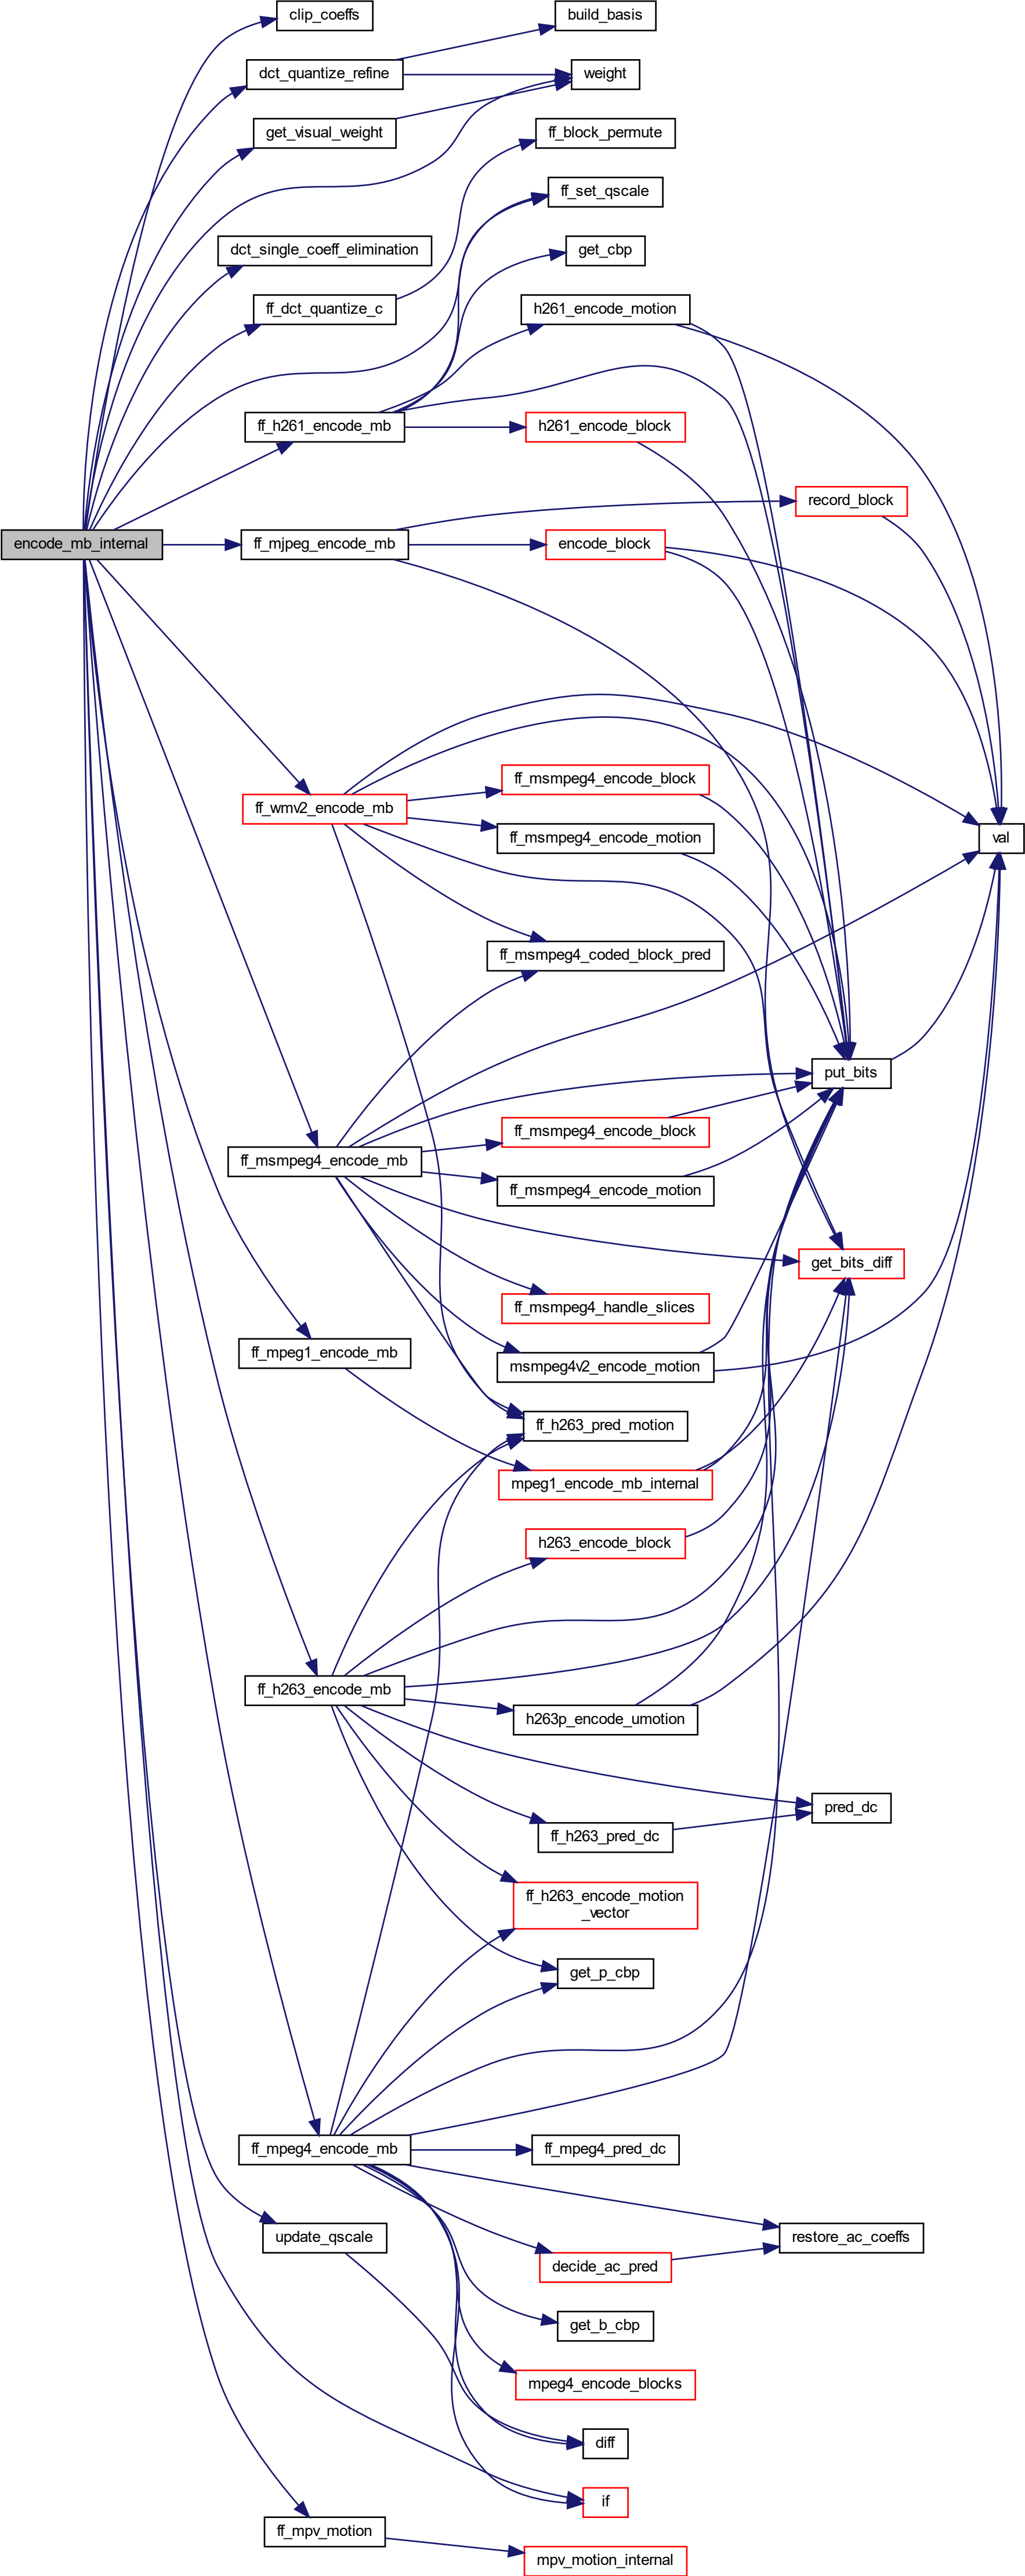 clip_coeffs
build_basis
dct_quantize_refine
weight
get_visual_weight
ff_block_permute
ff_set_qscale
dct_single_coeff_elimination
get_cbp
ff_dct_quantize_c
h261_encode_motion
ff_h261_encode_mb
h261_encode_block
record_block
encode_mb_internal
ff_mjpeg_encode_mb
encode_block
ff_msmpeg4_encode_block
ff_wmv2_encode_mb
ff_msmpeg4_encode_motion
val
ff_msmpeg4_coded_block_pred
put_bits
ff_msmpeg4_encode_block
ff_msmpeg4_encode_mb
ff_msmpeg4_encode_motion
get_bits_diff
ff_msmpeg4_handle_slices
ff_mpeg1_encode_mb
msmpeg4v2_encode_motion
ff_h263_pred_motion
mpeg1_encode_mb_internal
h263_encode_block
ff_h263_encode_mb
h263p_encode_umotion
pred_dc
ff_h263_pred_dc
ff_h263_encode_motion
_vector
get_p_cbp
ff_mpeg4_encode_mb
ff_mpeg4_pred_dc
update_qscale
restore_ac_coeffs
decide_ac_pred
get_b_cbp
mpeg4_encode_blocks
diff
if
ff_mpv_motion
mpv_motion_internal